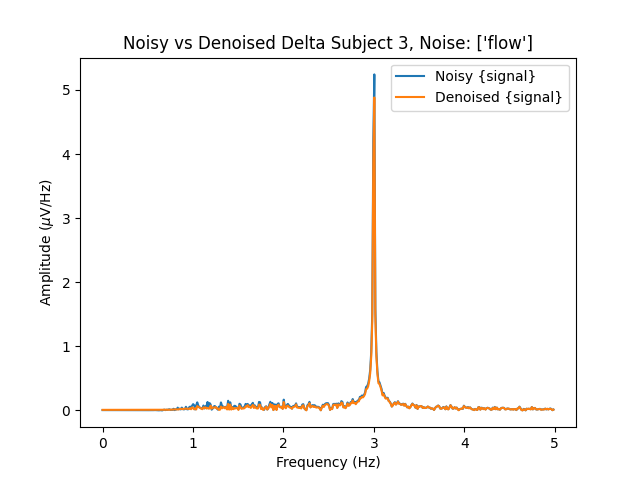 Noisy vs Denoised Delta Subject 3, Noise: ['flow']
Noisy {signal}
Denoised {signal}
Amplitude (μV/Hz)
5
4
3
2
1
0
0 1 2 3 4 5
Frequency (Hz)